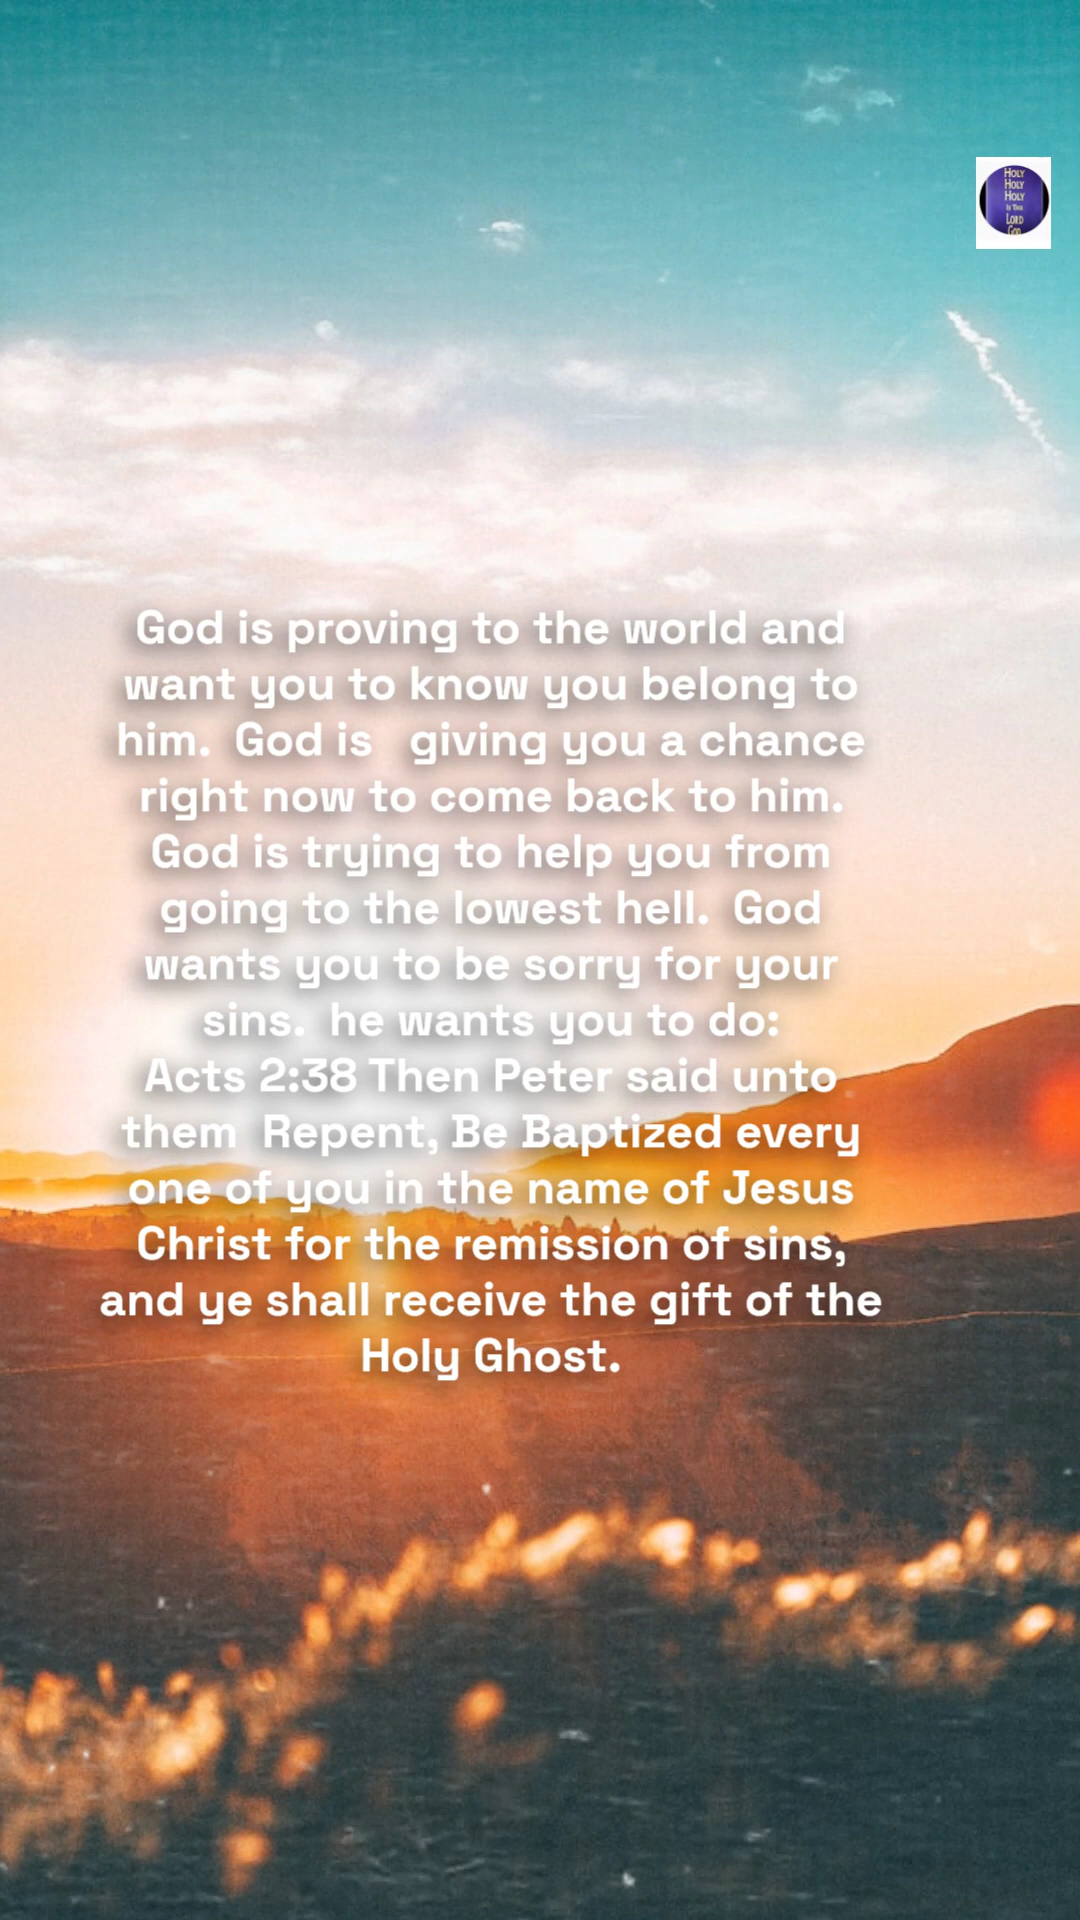 HOLY
HOLY
HOLY
IS THE
LORD
GOD
God is proving to the world and
want you to know you belong to
him.  God is   giving you a chance
right now to come back to him.
God is trying to help you from
going to the lowest hell.  God
wants you to be sorry for your
sins.  he wants you to do:
Acts 2:38 Then Peter said unto
them  Repent, Be Baptized every
one of you in the name of Jesus
Christ for the remission of sins,
and ye shall receive the gift of the
Holy Ghost.